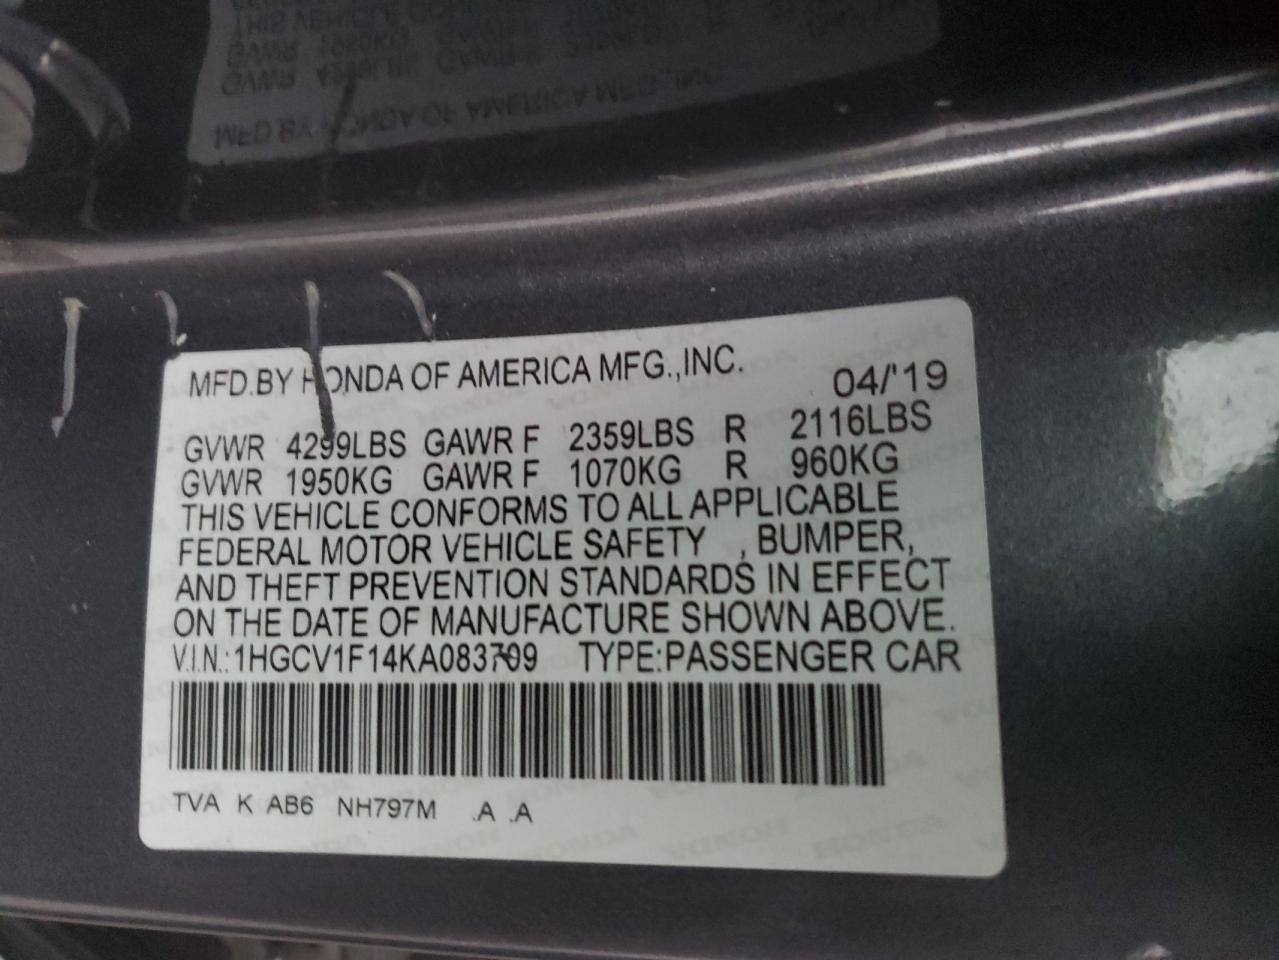 MFD.BY HONDA OF AMERICA MFG.,INC. 04/'19
GVWR 4299LBS GAWR F 2359LBS R 2116LBS
GVWR 1950KG GAWR F 1070KG R 960KG
THIS VEHICLE CONFORMS TO ALL APPLICABLE
FEDERAL MOTOR VEHICLE SAFETY , BUMPER,
AND THEFT PREVENTION STANDARDS IN EFFECT
ON THE DATE OF MANUFACTURE SHOWN ABOVE.
V.I.N.:1HGCV1F14KA083709 TYPE:PASSENGER CAR
TVA K AB6 NH797M .A .A